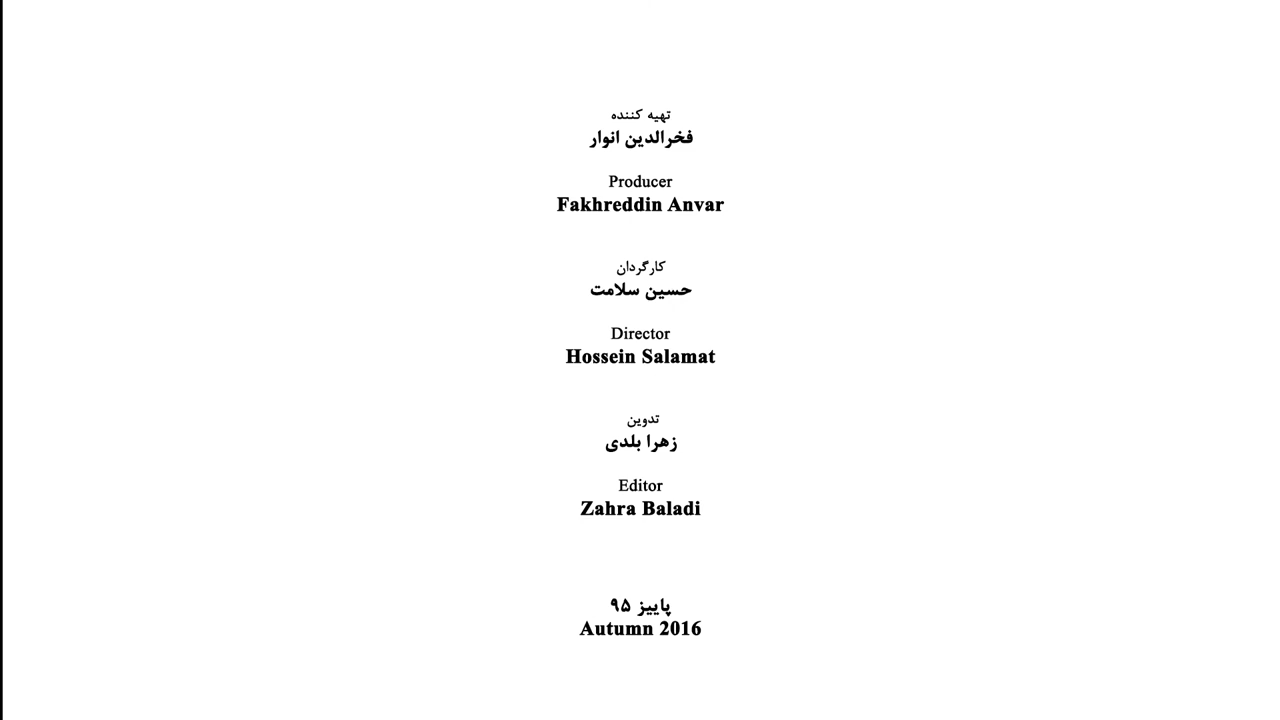 تهیه کننده
فخرالدین انوار
Producer
Fakhreddin Anvar
کارگردان
حسین سلامت
Director
Hossein Salamat
تدوین
زهرا بلدی
Editor
Zahra Baladi
پاییز ۹۵
Autumn 2016